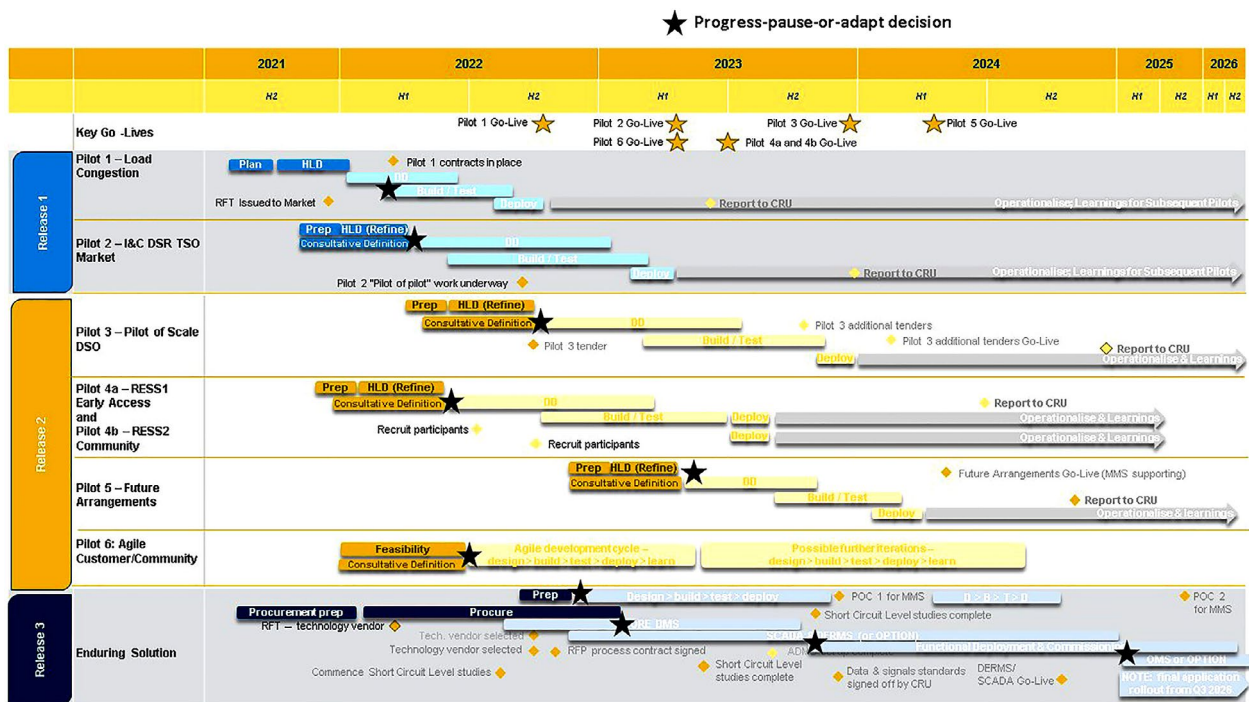 Progress-pause-or-adapt decision
2021 2022 2023 2024 2025 2026
H2 H1 H2 H1 H2 H1 H2 H1 H2 H1 H2
Key Go -Lives
Pilot 1 Go-Live
Pilot 2 Go-Live
Pilot 3 Go-Live
Pilot 5 Go-Live
Pilot 6 Go-Live
Pilot 4a and 4b Go-Live
Release 1
Pilot 1 – Load
Congestion
Plan
HLD
Pilot 1 contracts in place
DD
Build / Test
RFT Issued to Market
Deploy
Report to CRU
Operationalise; Learnings for Subsequent Pilots
Pilot 2 – I&C DSR TSO
Market
Prep
HLD (Refine)
Consultative Definition
DD
Build / Test
Deploy
Report to CRU
Operationalise; Learnings for Subsequent Pilots
Pilot 2 "Pilot of pilot" work underway
Release 2
Pilot 3 – Pilot of Scale
DSO
Prep
HLD (Refine)
Consultative Definition
DD
Pilot 3 additional tenders
Pilot 3 tender
Build / Test
Pilot 3 additional tenders Go-Live
Report to CRU
Deploy
Operationalise & Learnings
Pilot 4a – RESS1
Early Access
and
Pilot 4b – RESS2
Community
Prep
HLD (Refine)
Consultative Definition
DD
Report to CRU
Build / Test
Deploy
Operationalise & Learnings
Recruit participants
Recruit participants
Deploy
Operationalise & Learnings
Pilot 5 – Future
Arrangements
Prep
HLD (Refine)
Consultative Definition
DD
Future Arrangements Go-Live (MMS supporting)
Build / Test
Report to CRU
Deploy
Operationalise & learnings
Pilot 6: Agile
Customer/Community
Feasibility
Consultative Definition
Agile development cycle –
design > build > test > deploy > learn
Possible further iterations –
design > build > test > deploy > learn
Release 3
Enduring Solution
Prep
Design > build > test > deploy
POC 1 for MMS
D > B > T > D
POC 2
for MMS
Procurement prep
Procure
Short Circuit Level studies complete
RFT – technology vendor
DMS
Tech. vendor selected
SCADA
(or OPTION)
Technology vendor selected
RFP process contract signed
Functional Deployment &
OMS or OPTION
Commence Short Circuit Level studies
Short Circuit Level
studies complete
Data & signals standards
signed off by CRU
DERMS/
SCADA Go-Live
NOTE: final application
rollout from Q3 2026